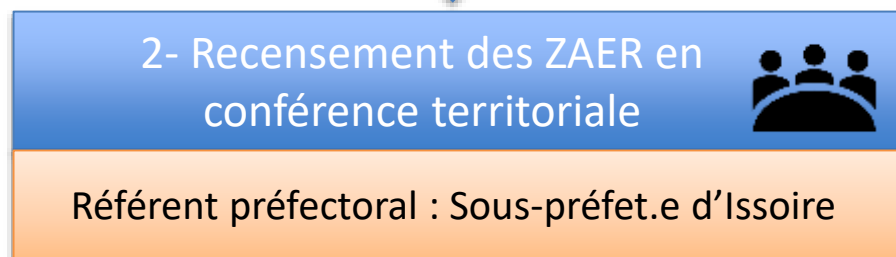 2- Recensement des ZAER en
conférence territoriale
Référent préfectoral : Sous-préfet.e d’Issoire